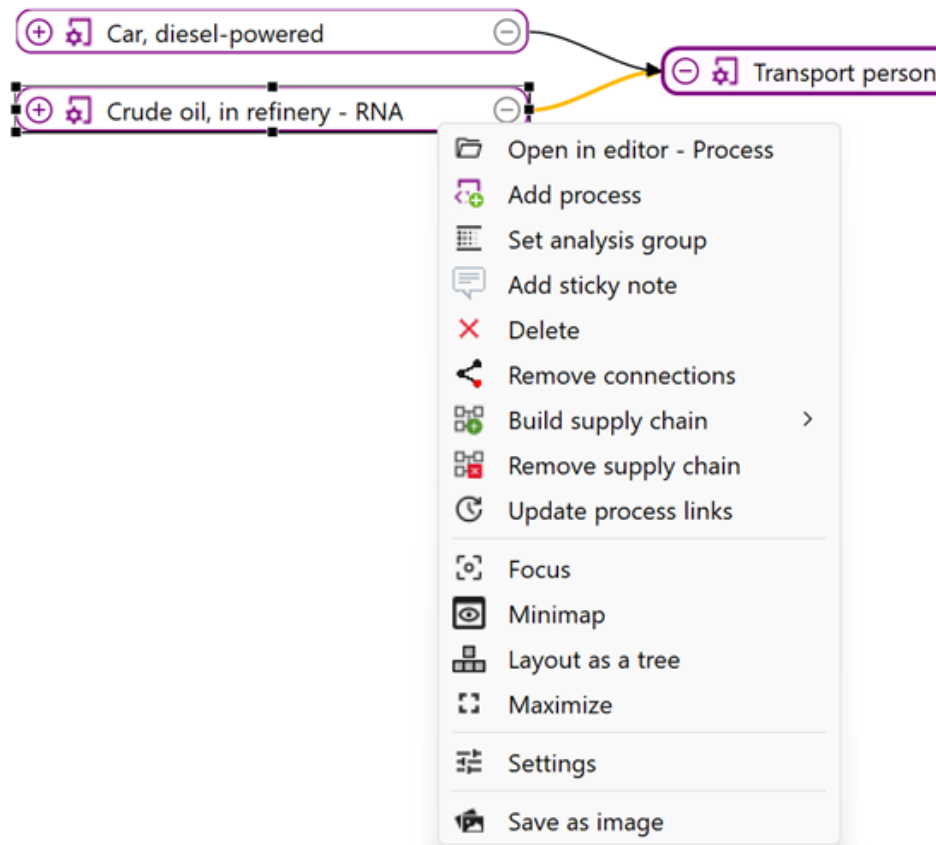 Car, diesel-powered
Transport person
Crude oil, in refinery - RNA
Open in editor - Process
Add process
Set analysis group
Add sticky note
Delete
Remove connections
Build supply chain
Remove supply chain
Update process links
Focus
Minimap
Layout as a tree
Maximize
Settings
Save as image